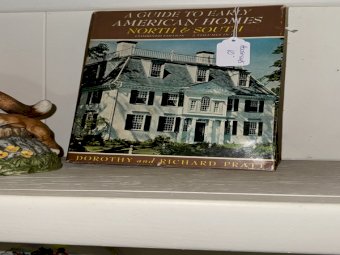 A GUIDE TO EARLY
AMERICAN HOMES
NORTH & SOUTH
DOROTHY and RICHARD PRATT